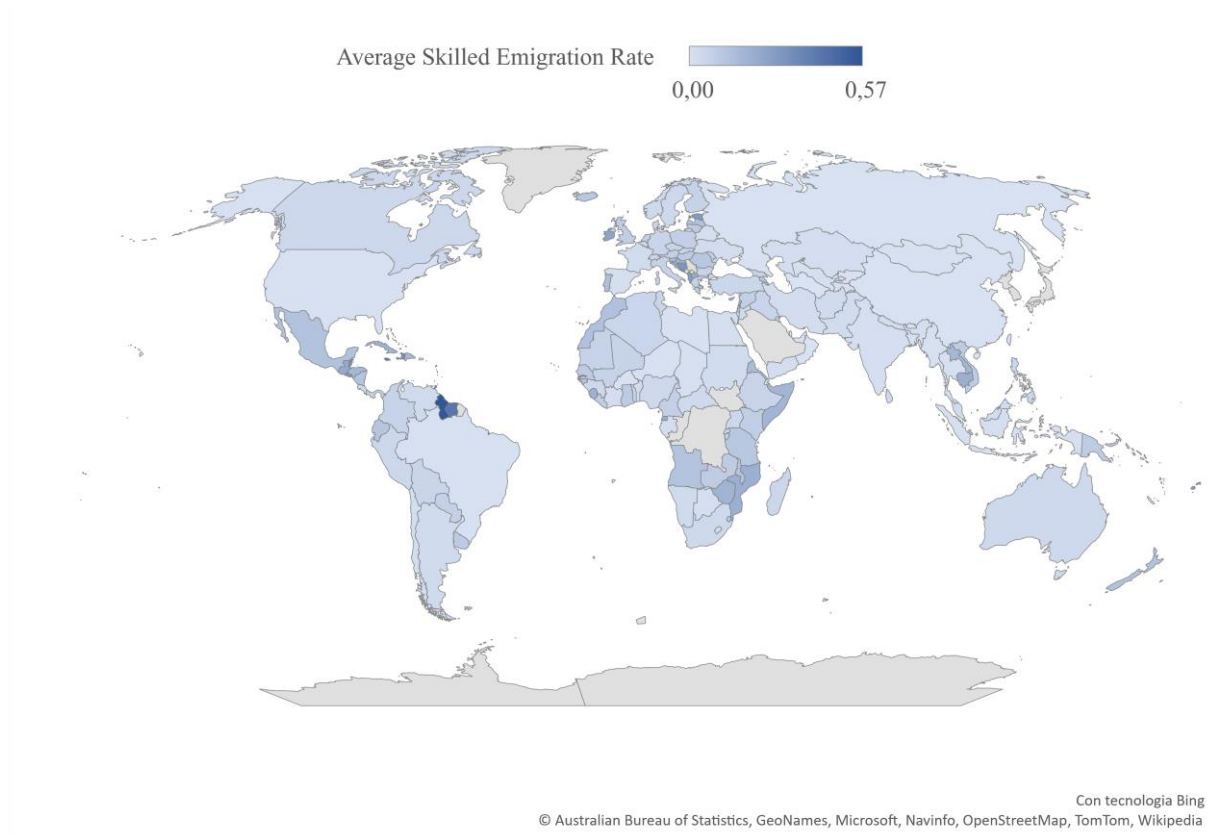 Average Skilled Emigration Rate
0,00 0,57
Con tecnologia Bing
© Australian Bureau of Statistics, GeoNames, Microsoft, Navinfo, OpenStreetMap, TomTom, Wikipedia